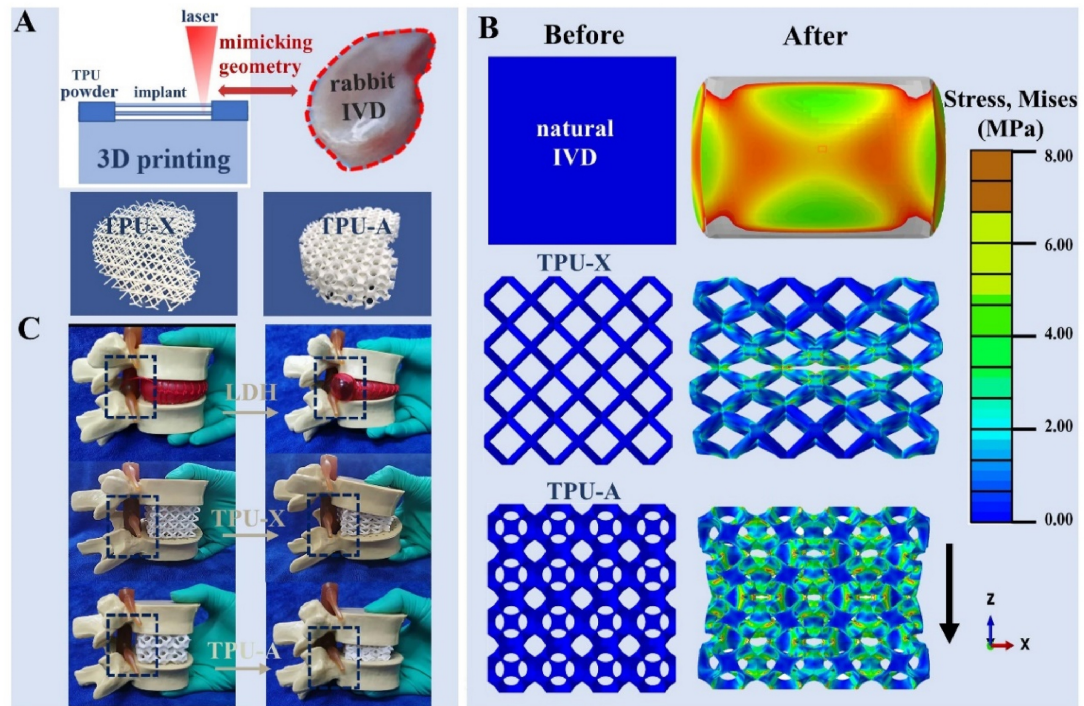 A
laser
TPU
powder
implant
mimicking
geometry
rabbit
IVD
3D printing
TPU-X
TPU-A
C
LDH
TPU-X
TPU-A
B
Before
After
natural
IVD
Stress, Mises
(MPa)
8.00
6.00
4.00
2.00
0.00
TPU-X
TPU-A
Z
X